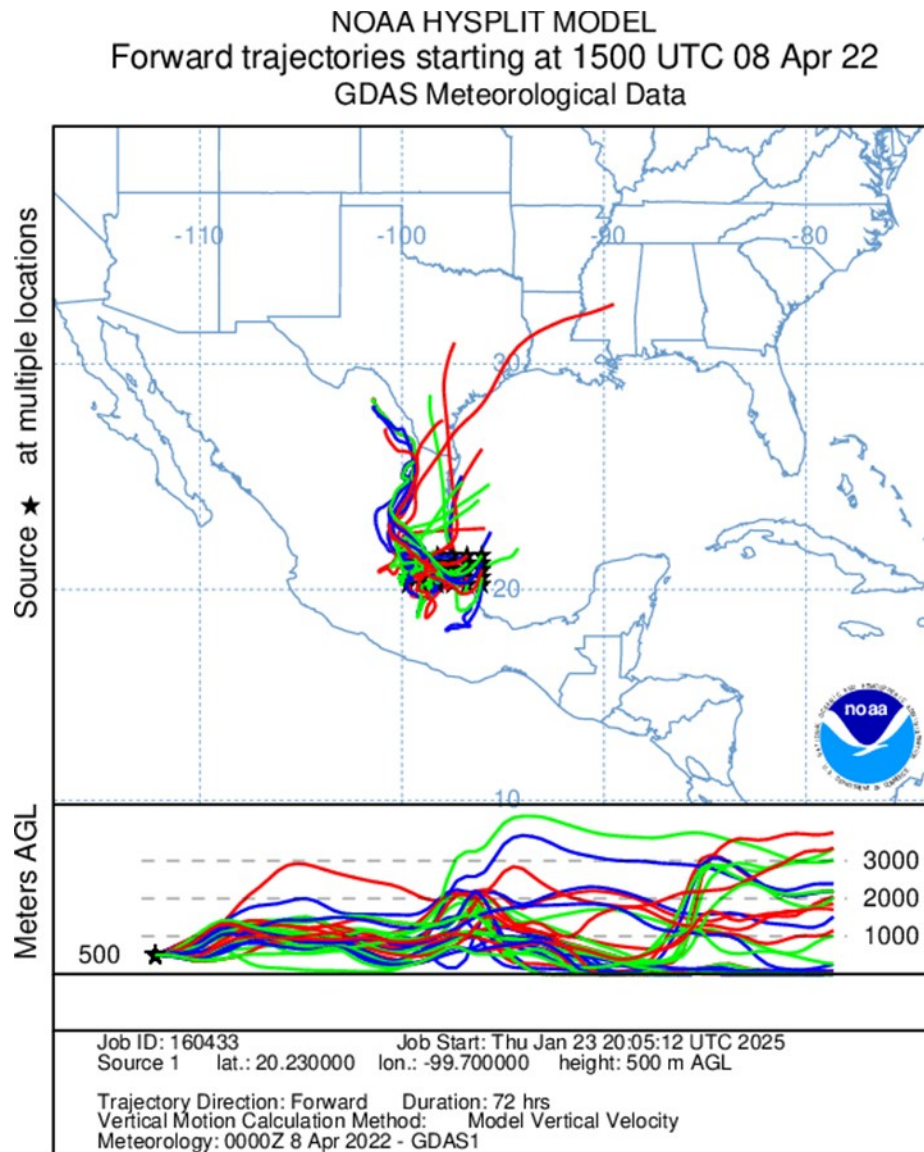 NOAA HYSPLIT MODEL
Forward trajectories starting at 1500 UTC 08 Apr 22
GDAS Meteorological Data
Source ★ at multiple locations
-110
-100
-90
-80
30
20
10
noaa
Meters AGL
500
3000
2000
1000
Job ID: 160433 Job Start: Thu Jan 23 20:05:12 UTC 2025
Source 1 lat.: 20.230000 lon.: -99.700000 height: 500 m AGL
Trajectory Direction: Forward Duration: 72 hrs
Vertical Motion Calculation Method: Model Vertical Velocity
Meteorology: 0000Z 8 Apr 2022 - GDAS1